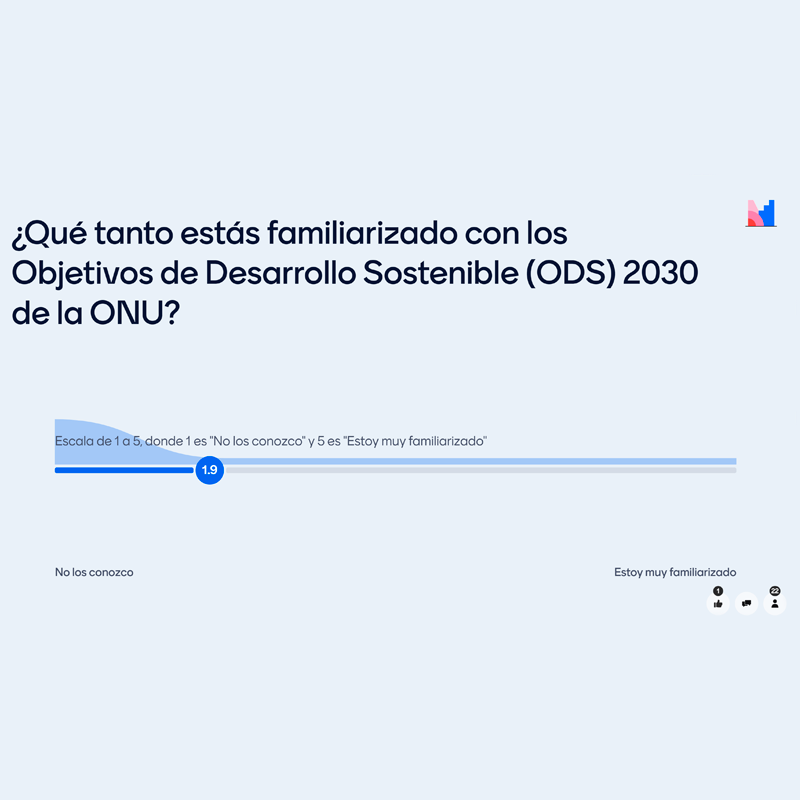 ¿Qué tanto estás familiarizado con los
Objetivos de Desarrollo Sostenible (ODS) 2030
de la ONU?
Escala de 1 a 5, donde 1 es "No los conozco" y 5 es "Estoy muy familiarizado"
1.9
No los conozco
Estoy muy familiarizado
1
22